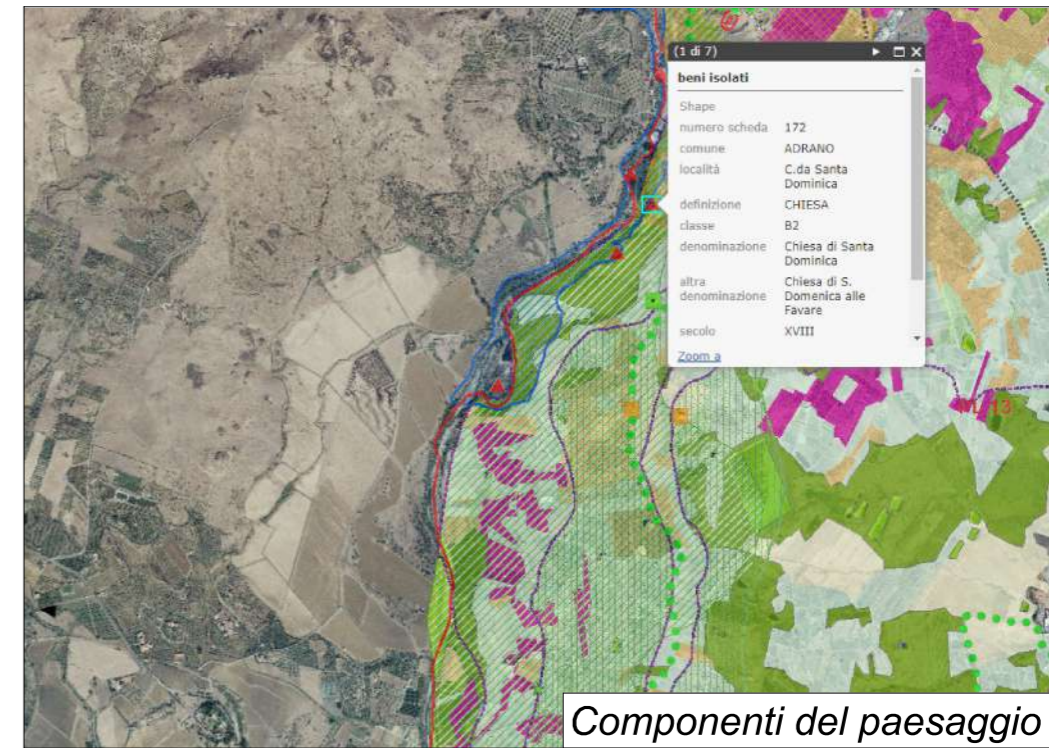 (1 di 7)
beni isolati
Shape
numero scheda 172
comune ADRANO
località C.da Santa
Dominica
definizione CHIESA
classe B2
denominazione Chiesa di Santa
Dominica
altra Chiesa di S.
denominazione Domenica alle
Favare
secolo XVIII
Zoom a
Componenti del paesaggio